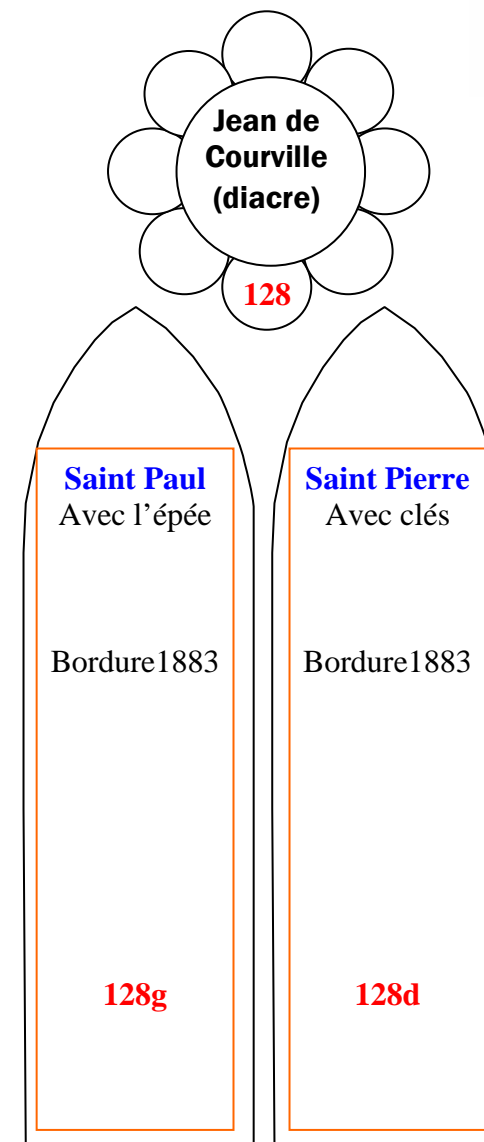 Jean de
Courville
(diacre)
128
Saint Paul
Avec l'épée
Bordure1883
128g
Saint Pierre
Avec clés
Bordure1883
128d